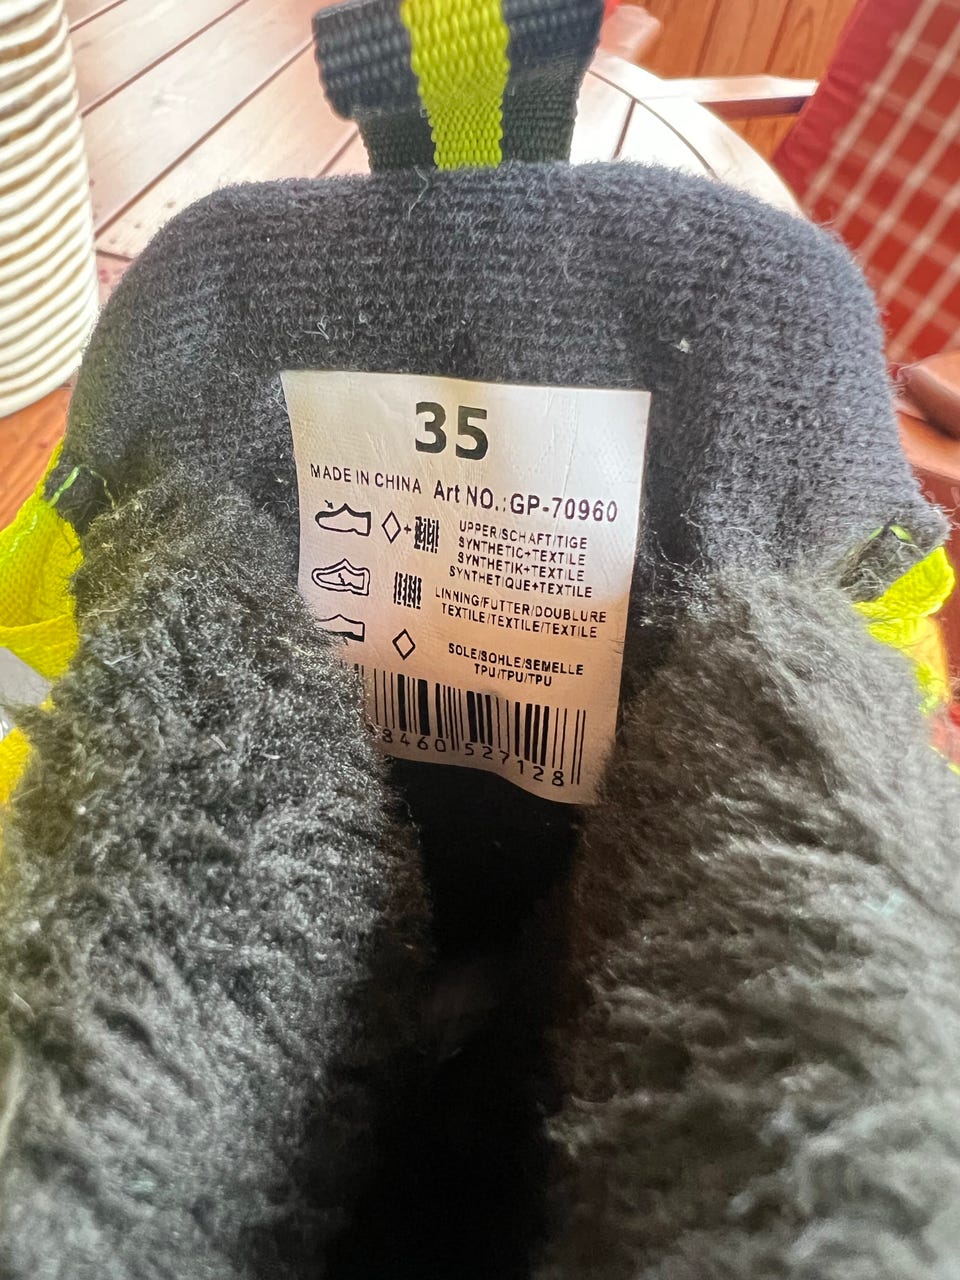 35
MADE IN CHINA Art NO.:GP-70960
UPPER/SCHAFT/TIGE
SYNTHETIC+TEXTILE
SYNTHETIK+TEXTILE
SYNTHETIQUE+TEXTILE
LINNING/FUTTER/DOUBLURE
TEXTILE/TEXTILE/TEXTILE
SOLE/SOHLE/SEMELLE
TPU/TPU/TPU
8460 527128